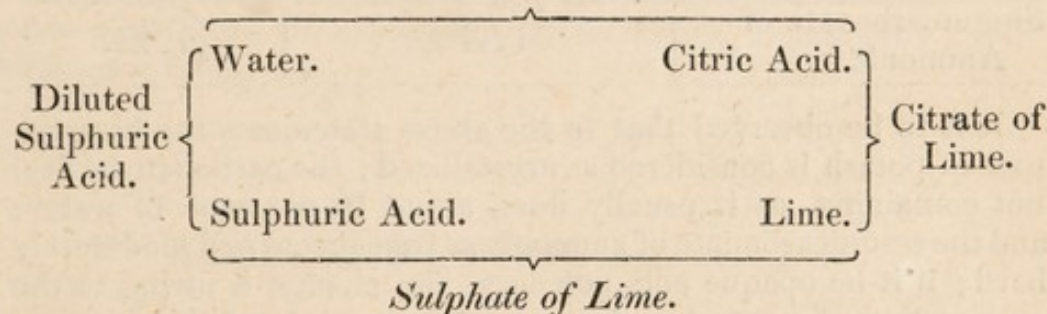 Water. Citric Acid.
Diluted
Sulphuric
Acid.
Citrate of
Lime.
Sulphuric Acid. Lime.
Sulphate of Lime.